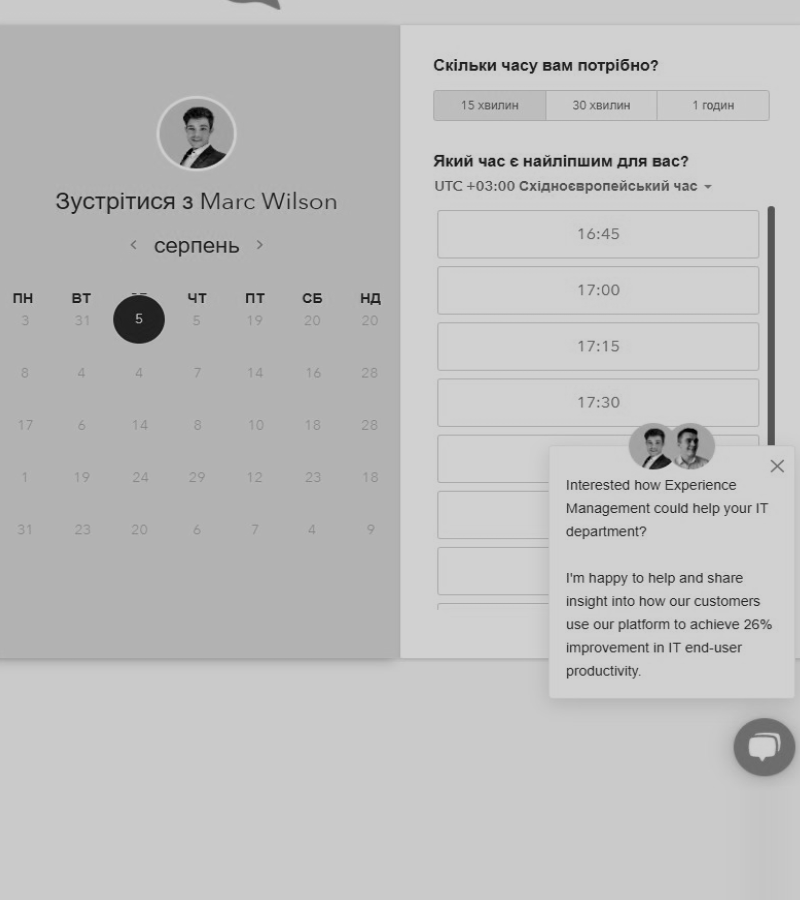 Зустрітися з Marc Wilson
серпень
ПН ВТ ЧТ ПТ СБ НД
3 31 5 5 19 20 20
8 4 4 7 14 16 28
17 6 14 8 10 18 28
1 19 24 29 12 23 18
31 23 20 6 7 4 9
Скільки часу вам потрібно?
15 хвилин 30 хвилин 1 годин
Який час є найліпшим для вас?
UTC +03:00 Східноєвропейський час
16:45
17:00
17:15
17:30
Interested how Experience
Management could help your IT
department?
I'm happy to help and share
insight into how our customers
use our platform to achieve 26%
improvement in IT end-user
productivity.